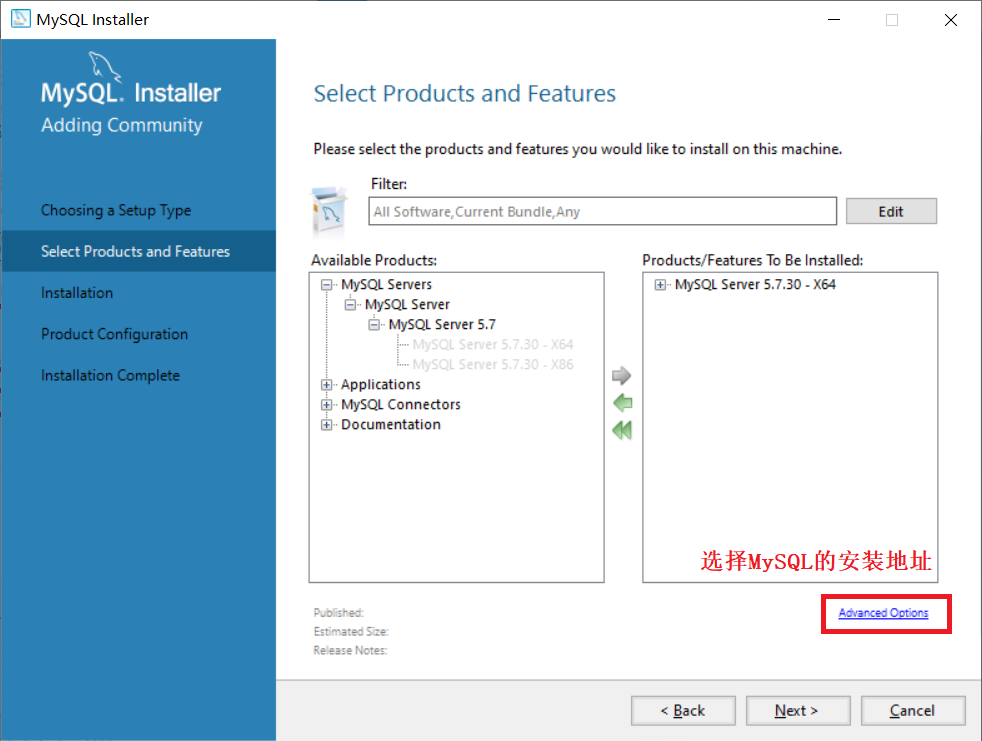 MySQL Installer
MySQL. Installer
Adding Community
Choosing a Setup Type
Select Products and Features
Installation
Product Configuration
Installation Complete
Select Products and Features
Please select the products and features you would like to install on this machine.
Filter:
All Software,Current Bundle,Any
Edit
Available Products:
MySQL Servers
MySQL Server
MySQL Server 5.7
MySQL Server 5.7.30 - X64
MySQL Server 5.7.30 - X86
Applications
MySQL Connectors
Documentation
Products/Features To Be Installed:
MySQL Server 5.7.30 - X64
选择MySQL的安装地址
Advanced Options
Published:
Estimated Size:
Release Notes:
< Back
Next >
Cancel